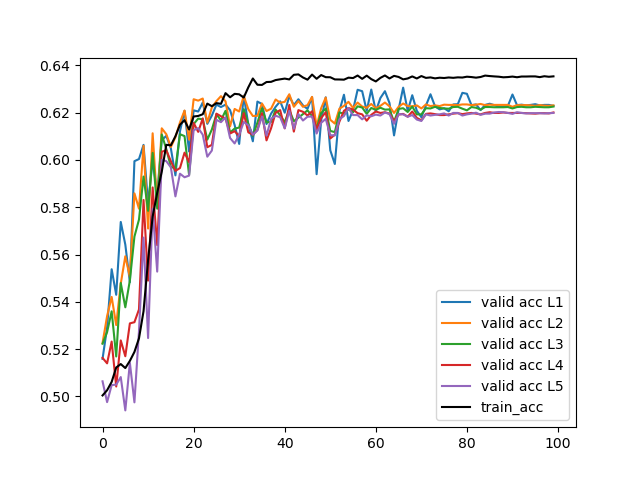 0.64
0.62
0.60
0.58
0.56
0.54
0.52
0.50
valid acc L1
valid acc L2
valid acc L3
valid acc L4
valid acc L5
train_acc
0 20 40 60 80 100